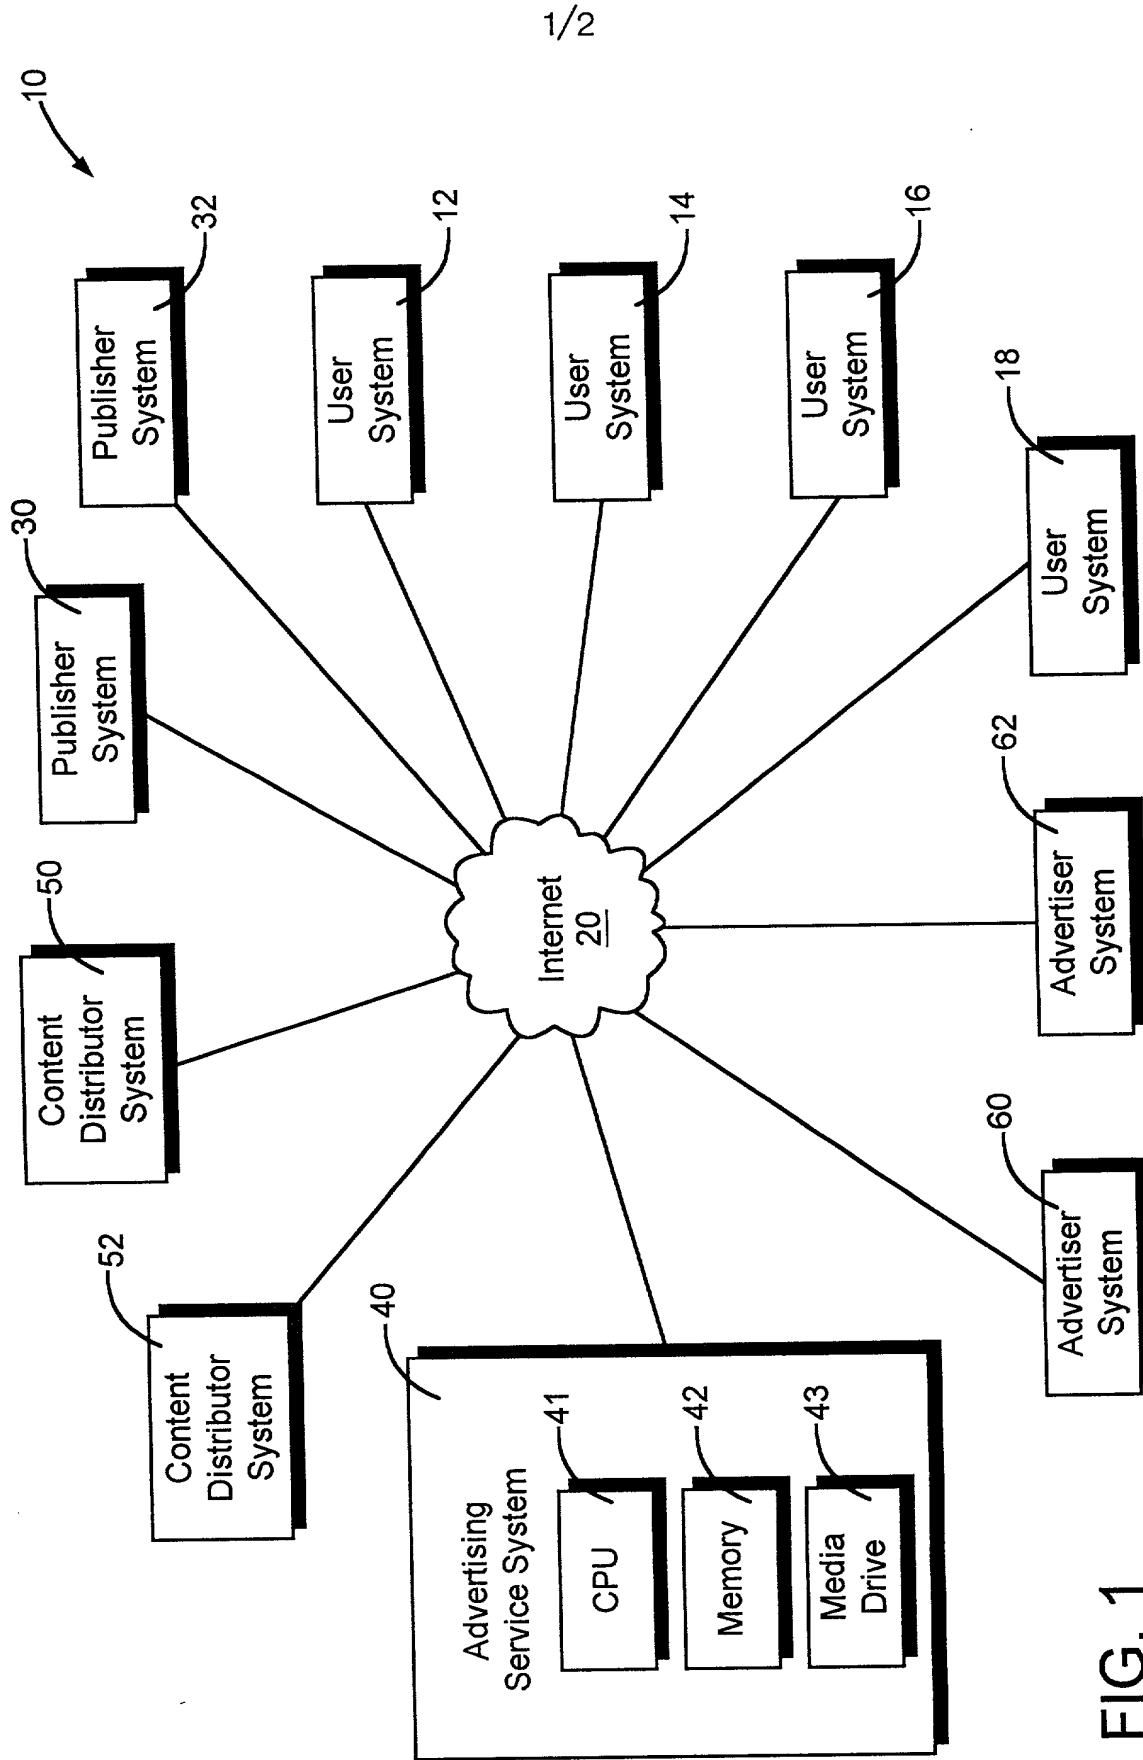 1/2
10
Publisher
System
32
User
System
12
User
System
14
User
System
16
User
System
18
Publisher
System
30
Content
Distributor
System
50
Content
Distributor
System
52
Internet
20
Advertiser
System
62
Advertiser
System
60
Advertising
Service System
40
CPU
41
Memory
42
Media
Drive
43
FIG. 1